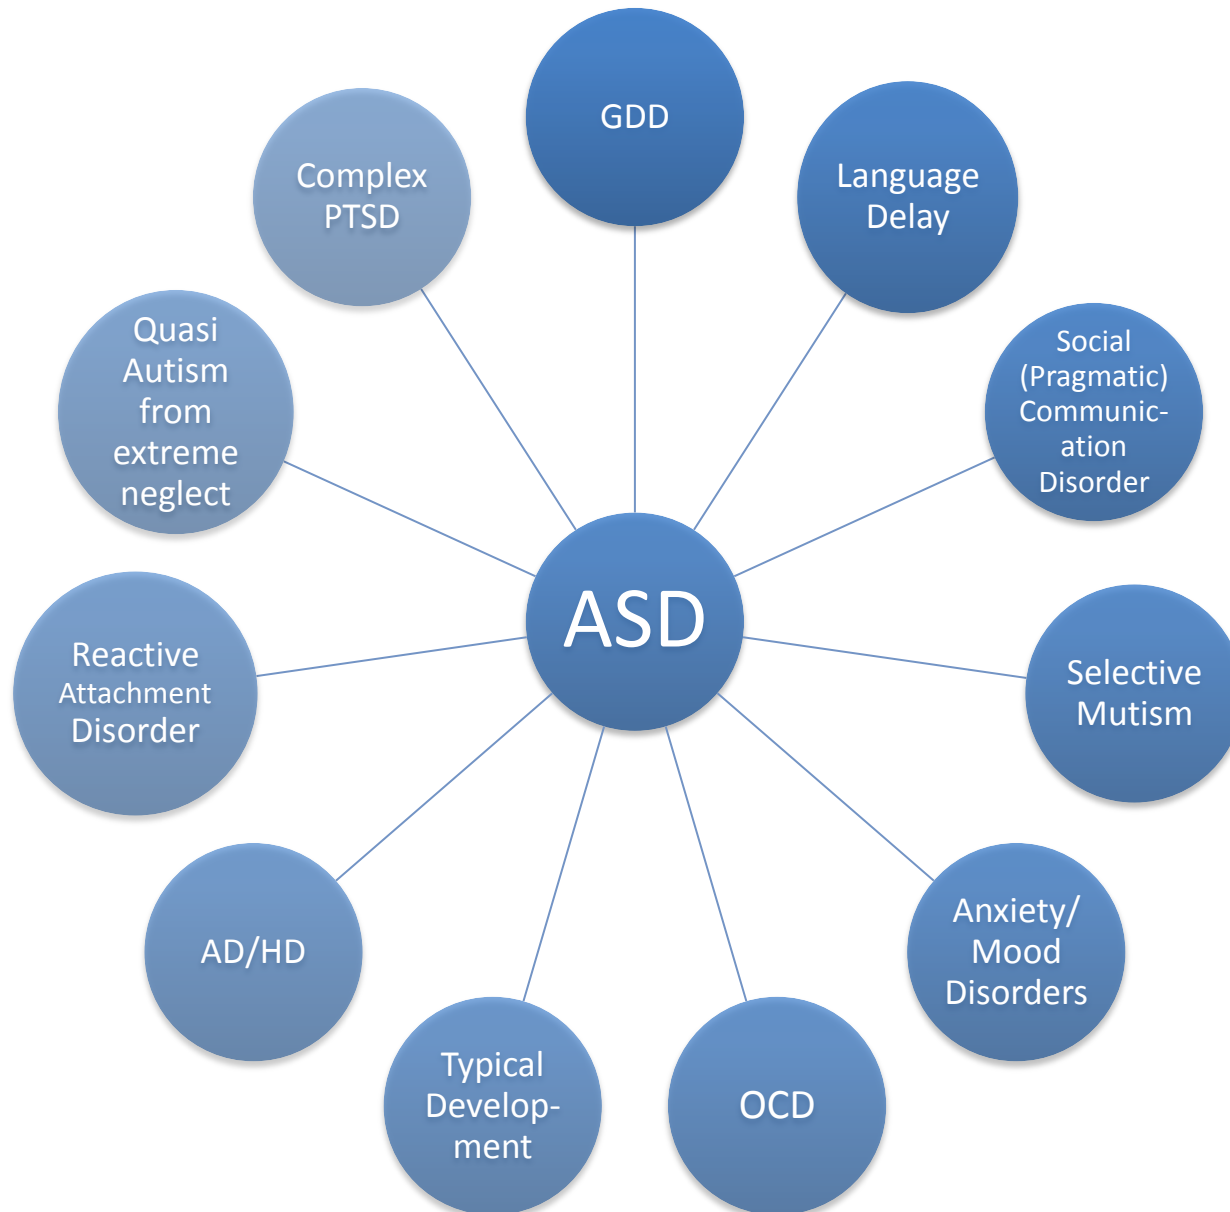 GDD
Language
Delay
Social
(Pragmatic)
Communic-
ation
Disorder
Selective
Mutism
Anxiety/
Mood
Disorders
OCD
Typical
Develop-
ment
AD/HD
Reactive
Attachment
Disorder
Quasi
Autism
from
extreme
neglect
Complex
PTSD
ASD